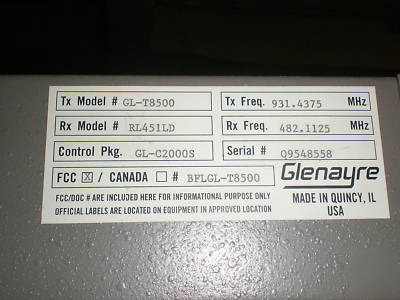 Tx Model # GL-T8500 Tx Freq. 931.4375 MHz
Rx Model # RL451LD Rx Freq. 482.1125 MHz
Control Pkg. GL-C2000S Serial # Q9548558
FCC ☒ / CANADA ☐ # BFLGL-T8500 Glenayre
FCC/DOC # ARE INCLUDED HERE FOR INFORMATIONAL PURPOSE ONLY
OFFICIAL LABELS ARE LOCATED ON EQUIPMENT IN APPROVED LOCATION
MADE IN QUINCY, IL
USA